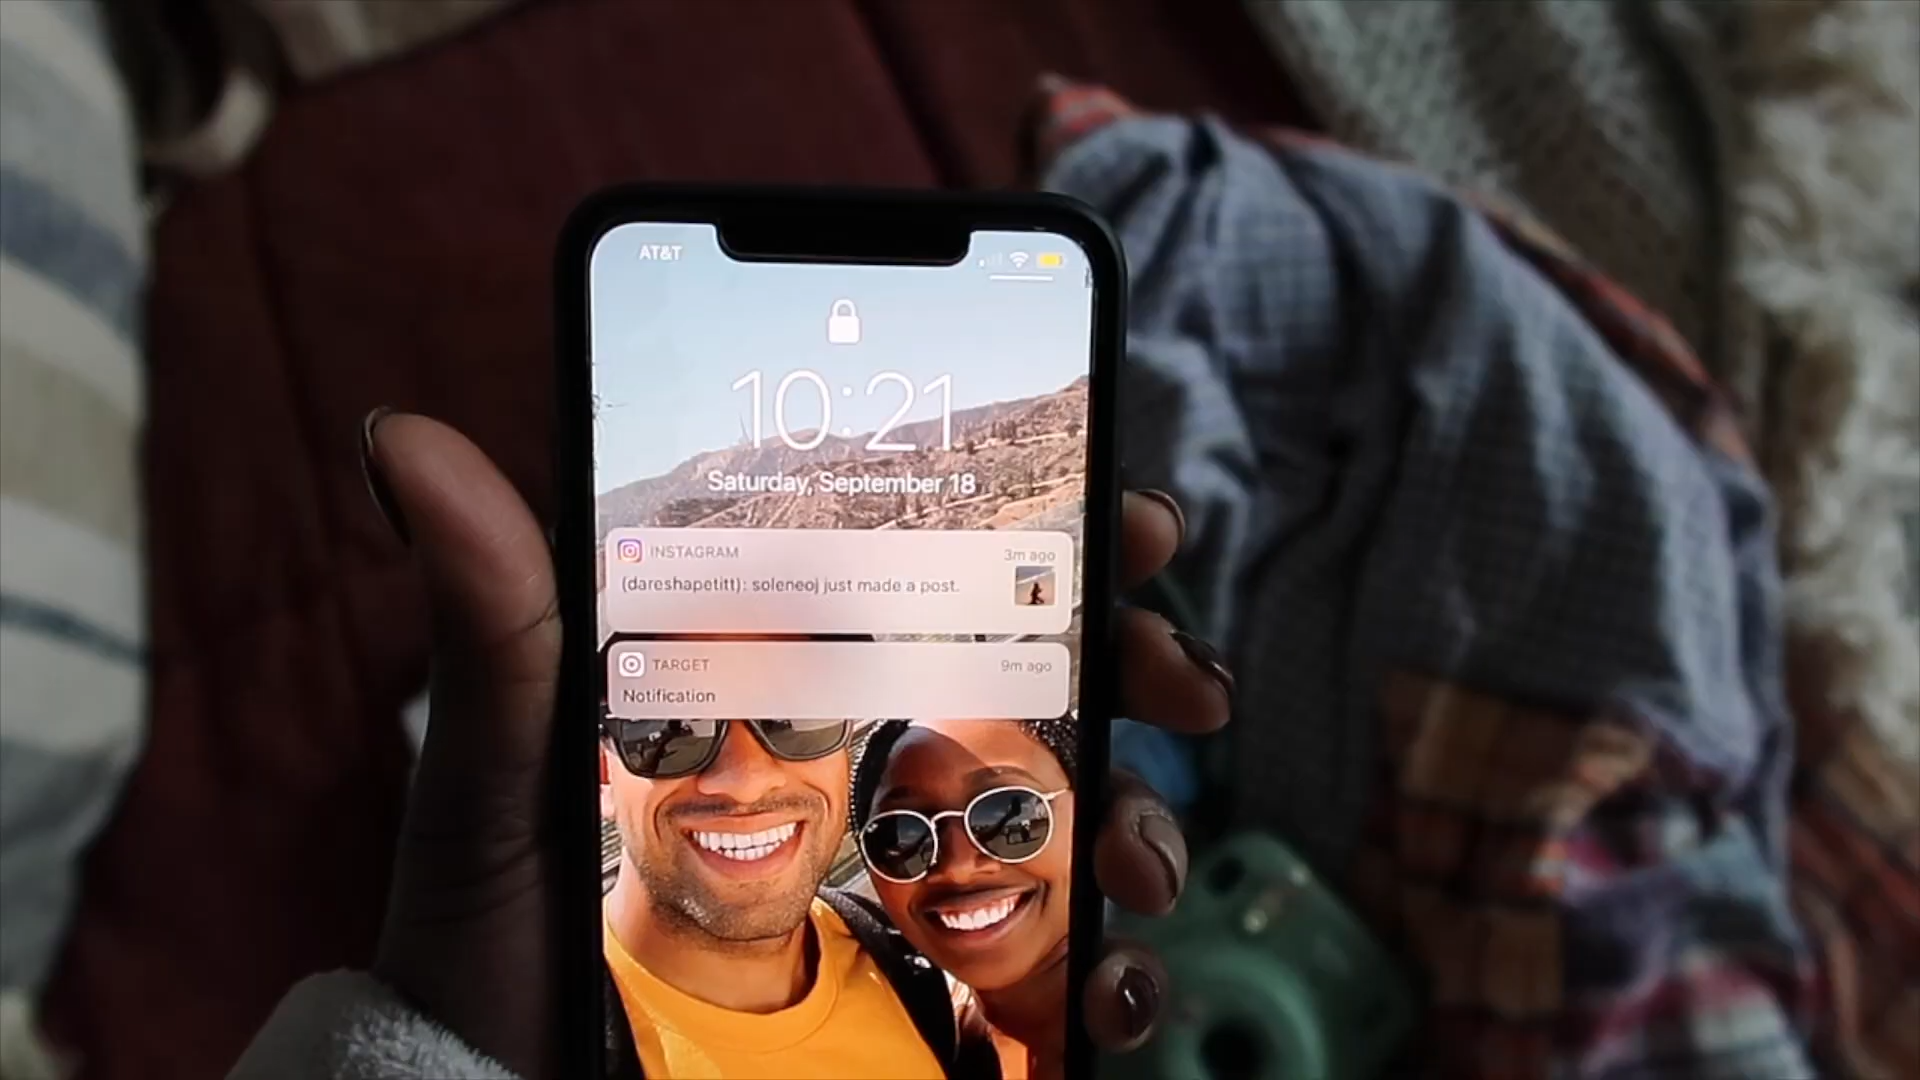 AT&T
10:21
Saturday, September 18
INSTAGRAM 3m ago
(dareshapetitt): soleneoj just made a post.
TARGET 9m ago
Notification